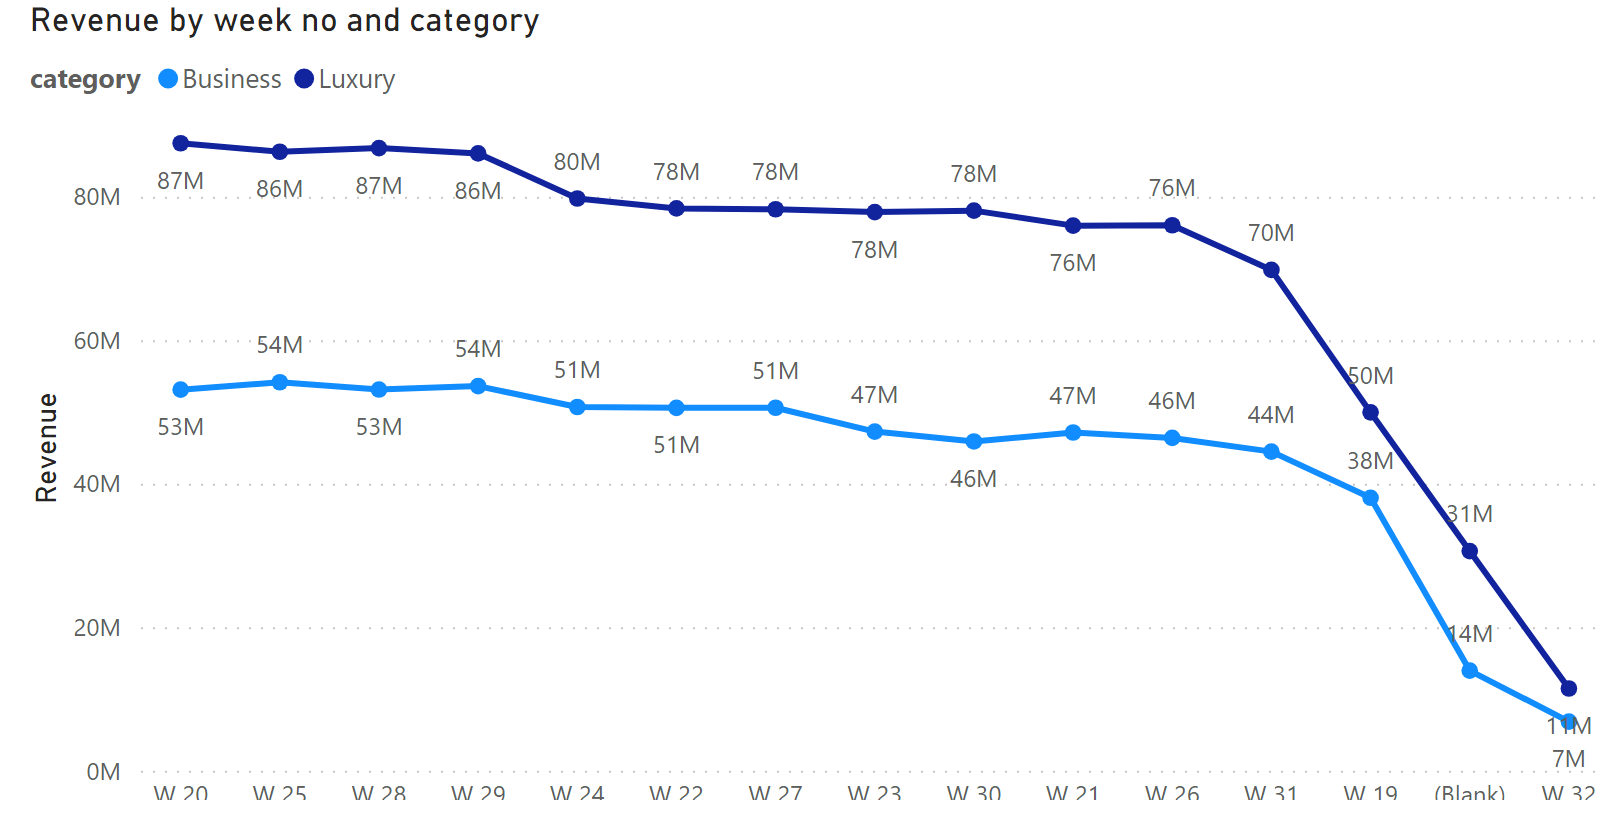 Revenue by week no and category
category Business Luxury
87M 86M 87M 86M 80M 78M 78M 78M 78M 76M 76M 70M 50M 31M 11M
53M 54M 53M 54M 51M 51M 51M 47M 46M 47M 46M 44M 38M 14M 7M
80M
60M
40M
20M
0M
Revenue
W 20 W 25 W 28 W 29 W 24 W 22 W 27 W 23 W 30 W 21 W 26 W 31 W 19 (Blank) W 32